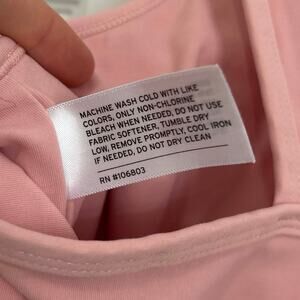 MACHINE WASH COLD WITH LIKE
COLORS, ONLY NON-CHLORINE
BLEACH WHEN NEEDED, DO NOT USE
FABRIC SOFTENER, TUMBLE DRY
LOW, REMOVE PROMPTLY, COOL IRON
IF NEEDED, DO NOT DRY CLEAN
RN #106803